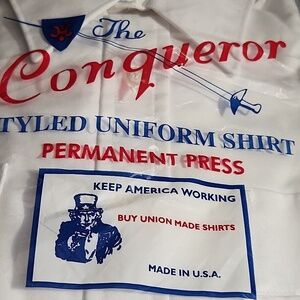 The
Conqueror
TYLED UNIFORM SHIRT
PERMANENT PRESS
KEEP AMERICA WORKING
BUY UNION MADE SHIRTS
MADE IN U.S.A.